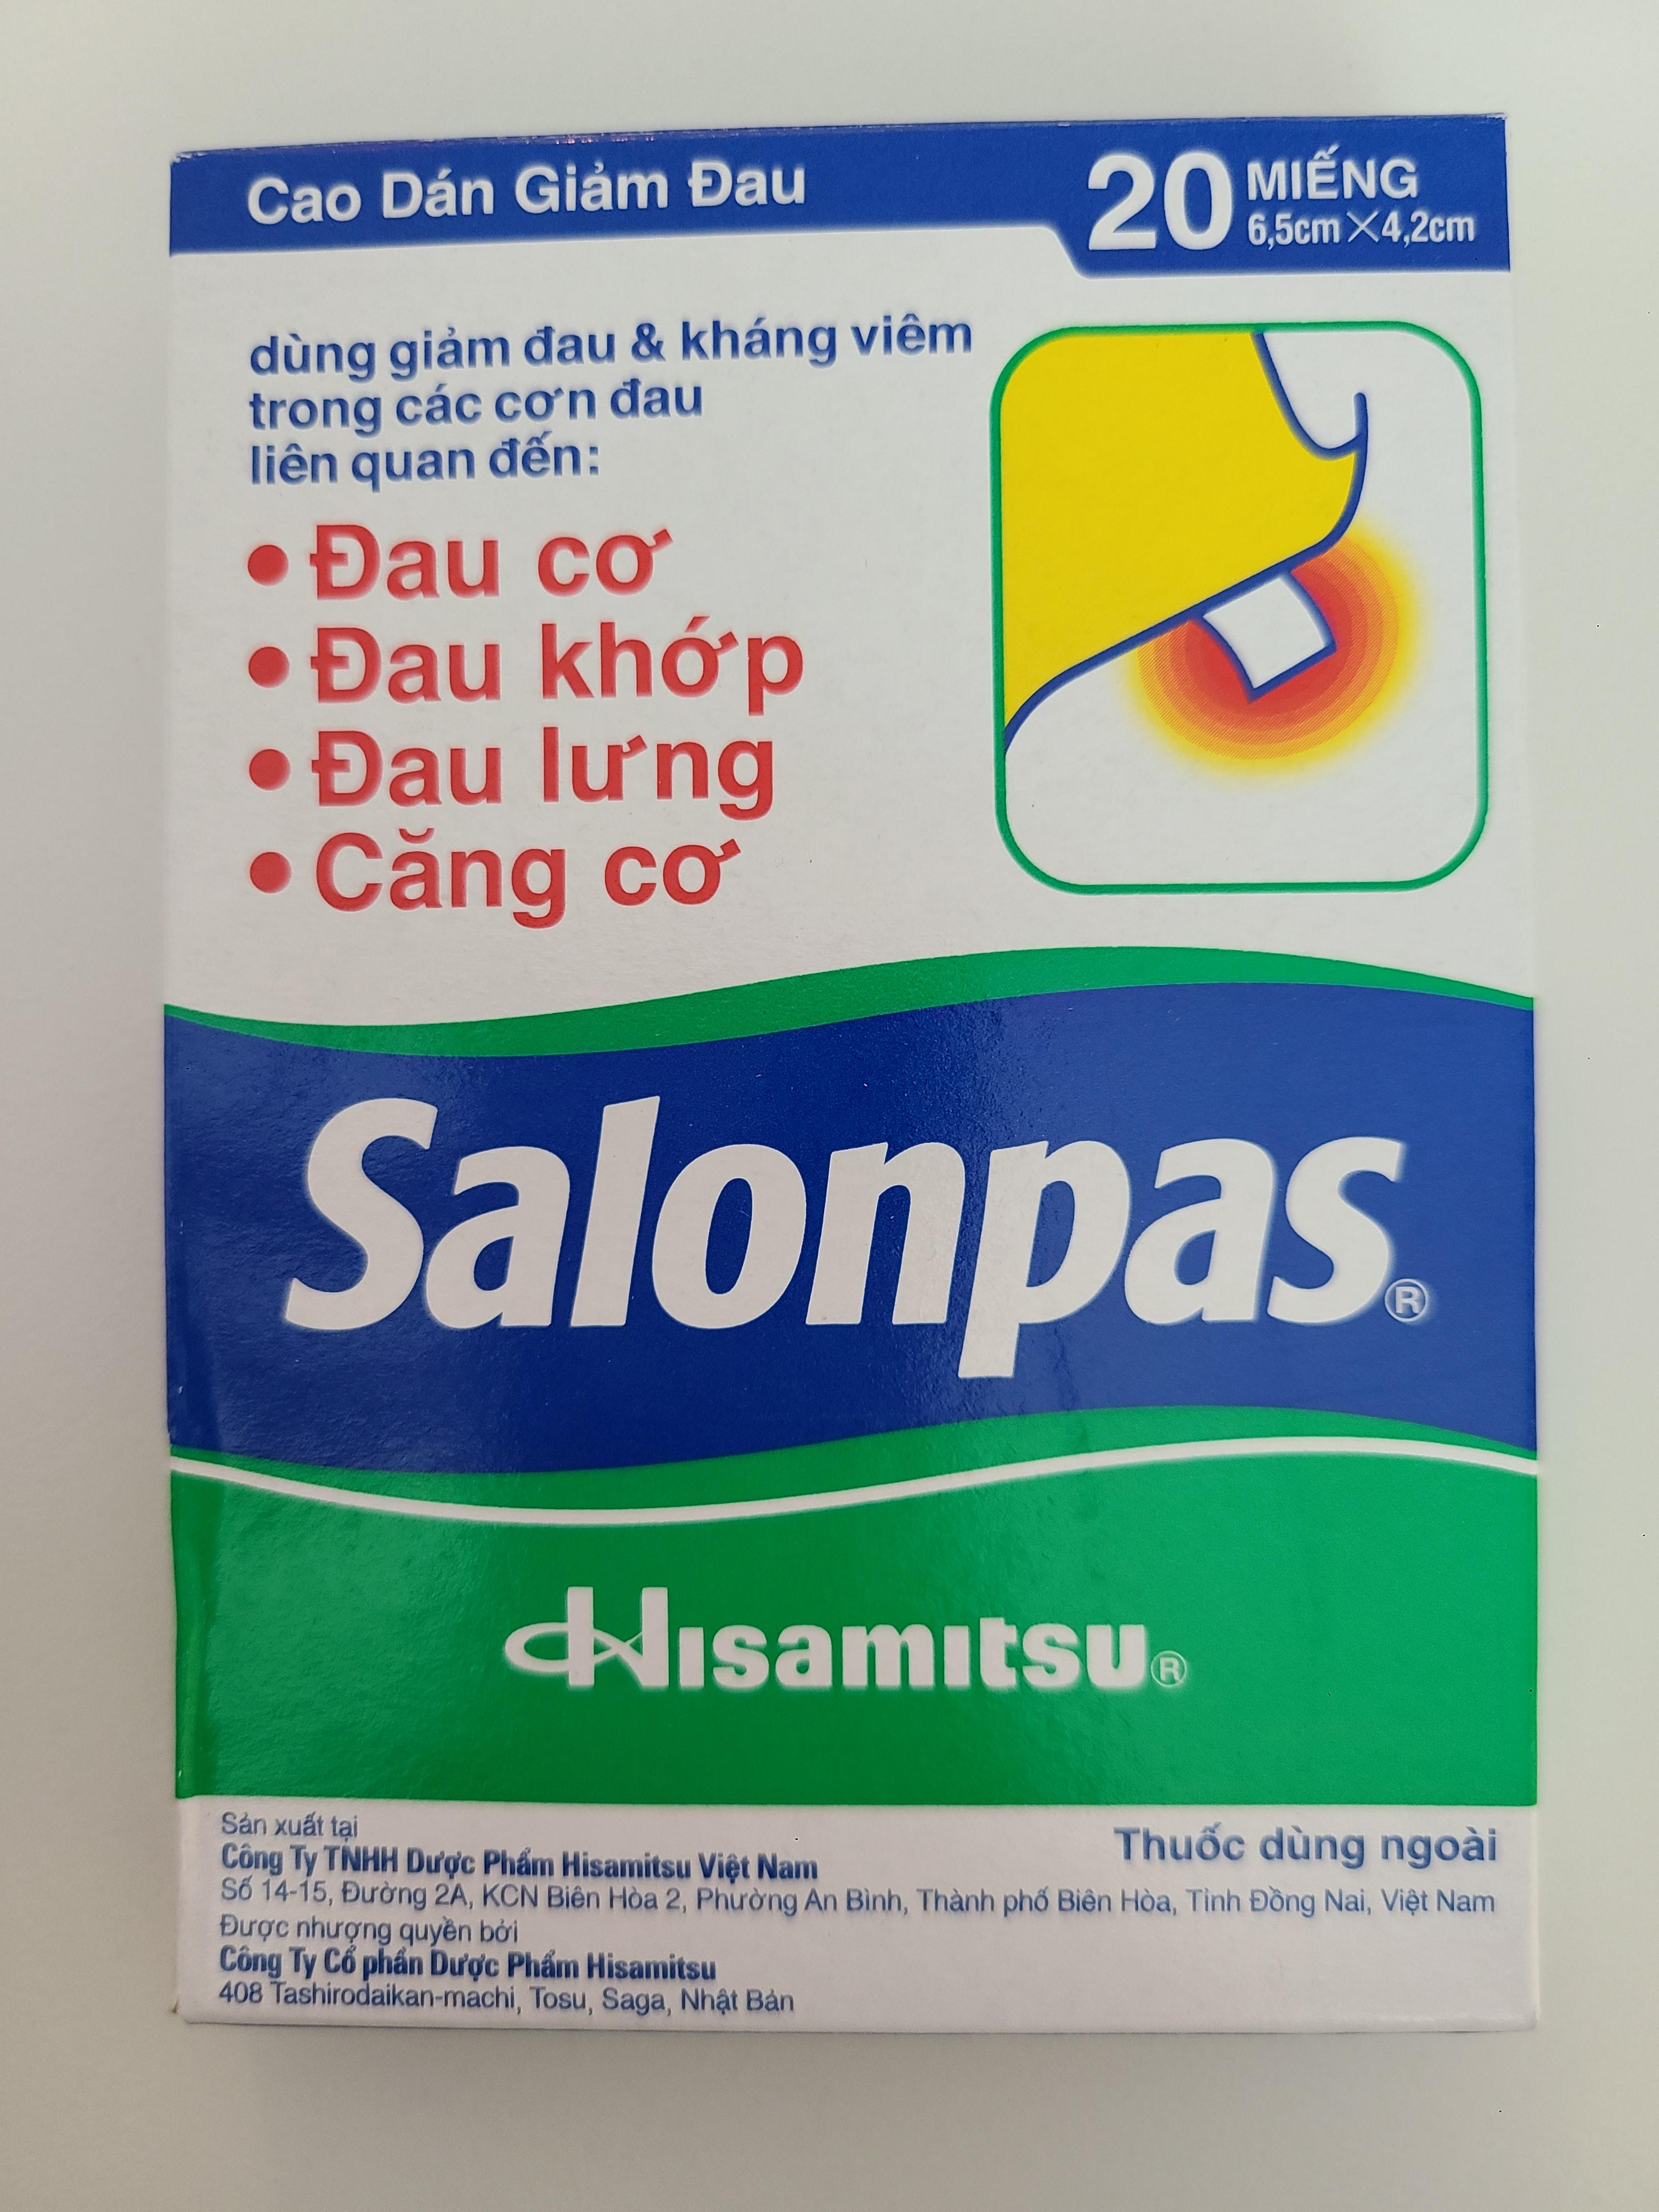 Cao Dán Giảm Đau
20 MIẾNG
6,5cm×4,2cm
dùng giảm đau & kháng viêm
trong các cơn đau
liên quan đến:
• Đau cơ
• Đau khớp
• Đau lưng
• Căng cơ
Salonpas®
Hisamitsu®
Sản xuất tại
Công Ty TNHH Dược Phẩm Hisamitsu Việt Nam
Thuốc dùng ngoài
Số 14-15, Đường 2A, KCN Biên Hòa 2, Phường An Bình, Thành phố Biên Hòa, Tỉnh Đồng Nai, Việt Nam
Được nhượng quyền bởi
Công Ty Cổ phần Dược Phẩm Hisamitsu
408 Tashirodaikan-machi, Tosu, Saga, Nhật Bản